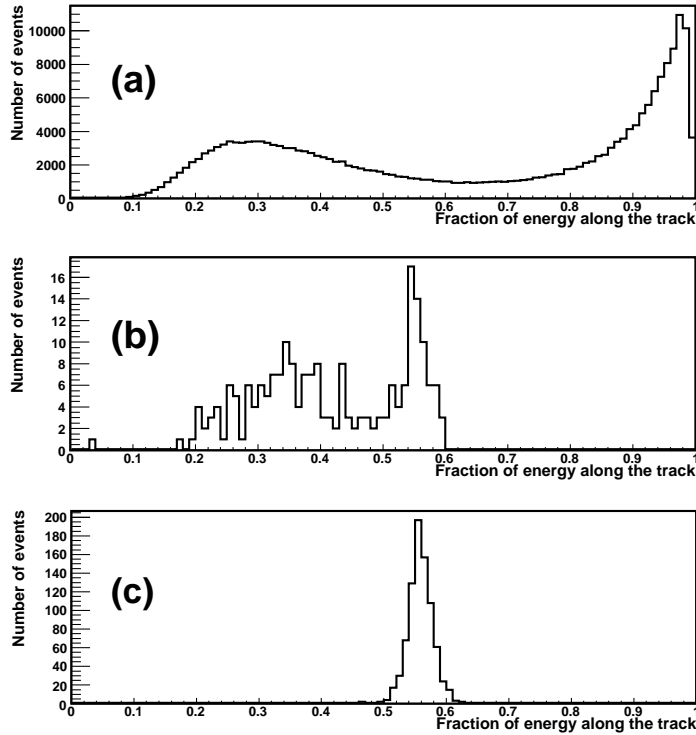 Number of events
10000
8000
6000
4000
2000
0
(a)
0 0.1 0.2 0.3 0.4 0.5 0.6 0.7 0.8 0.9 1
Fraction of energy along the track
Number of events
16
14
12
10
8
6
4
2
0
(b)
0 0.1 0.2 0.3 0.4 0.5 0.6 0.7 0.8 0.9 1
Fraction of energy along the track
Number of events
200
180
160
140
120
100
80
60
40
20
0
(c)
0 0.1 0.2 0.3 0.4 0.5 0.6 0.7 0.8 0.9 1
Fraction of energy along the track